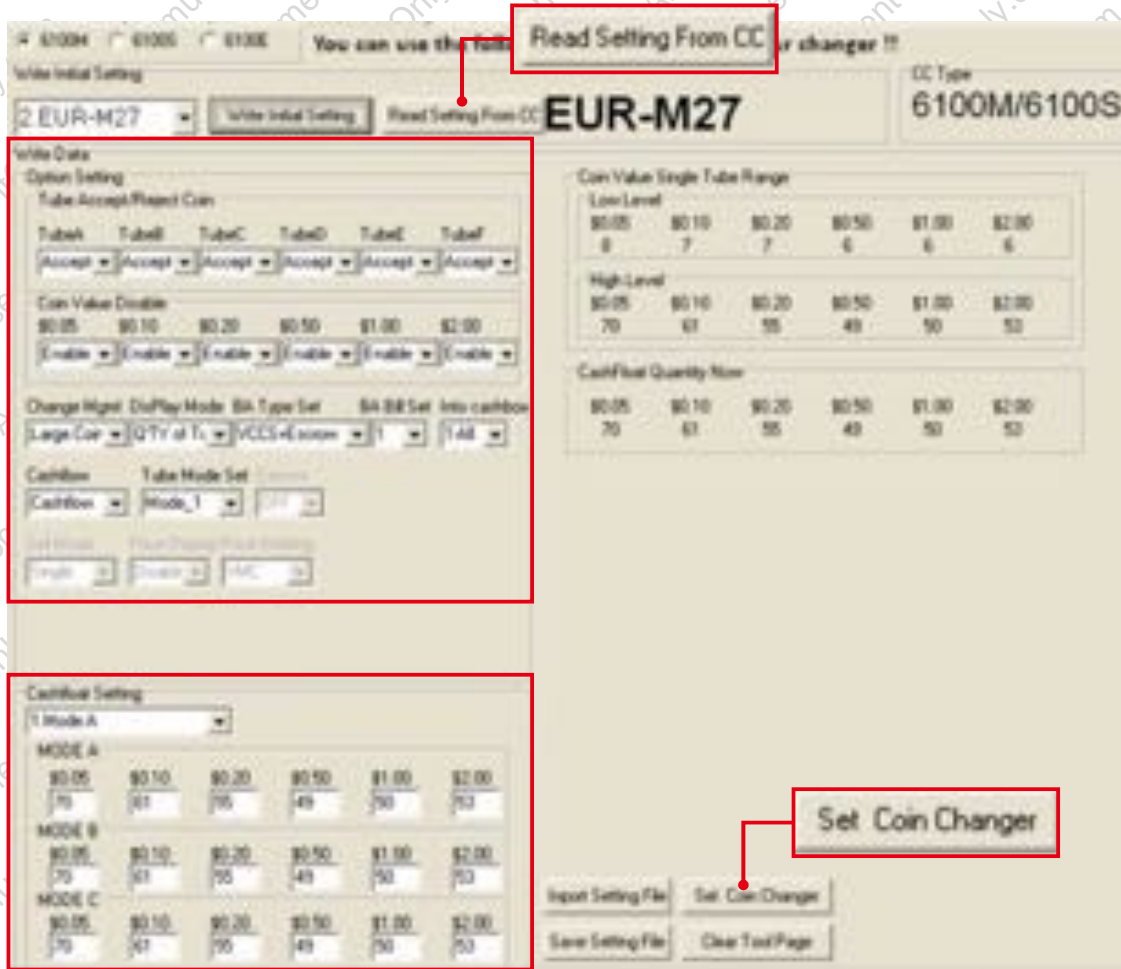 6100M 6100S 6100E You can use the Read Setting From CC r changer !!
Write Initial Setting CC Type
2 EUR-M27 Write Initial Setting Read Setting From CC EUR-M27 6100M/6100S
Write Data
Option Setting Coin Value Single Tube Range
Tube Accept/Reject Coin Low Level
TubeA TubeB TubeC TubeD TubeE TubeF $0.05 $0.10 $0.20 $0.50 $1.00 $2.00
Accept Accept Accept Accept Accept Accept 7 7 6 6 6
Coin Value Disable High Level
$0.05 $0.10 $0.20 $0.50 $1.00 $2.00 $0.05 $0.10 $0.20 $0.50 $1.00 $2.00
Enable Enable Enable Enable Enable Enable 70 61 55 49 50 53
CashFloat Quantity Now
Change Mgmt DisPlay Mode BA Type Set BA Bill Set Into cashbox $0.05 $0.10 $0.20 $0.50 $1.00 $2.00
Large Coin QTY of Tu VCCS+Escrow 1 1 All 70 61 55 49 50 53
Cashflow Tube Mode Set
Cashflow Mode_1 OFF
Single Disable VMC
Cashfloat Setting
1 Mode A
MODE A
$0.05 $0.10 $0.20 $0.50 $1.00 $2.00
70 61 55 49 50 53
MODE B
$0.05 $0.10 $0.20 $0.50 $1.00 $2.00
70 61 55 49 50 53
MODE C
$0.05 $0.10 $0.20 $0.50 $1.00 $2.00
70 61 55 49 50 53
Set Coin Changer
Import Setting File Set Coin Changer
Save Setting File Clear Tool Page